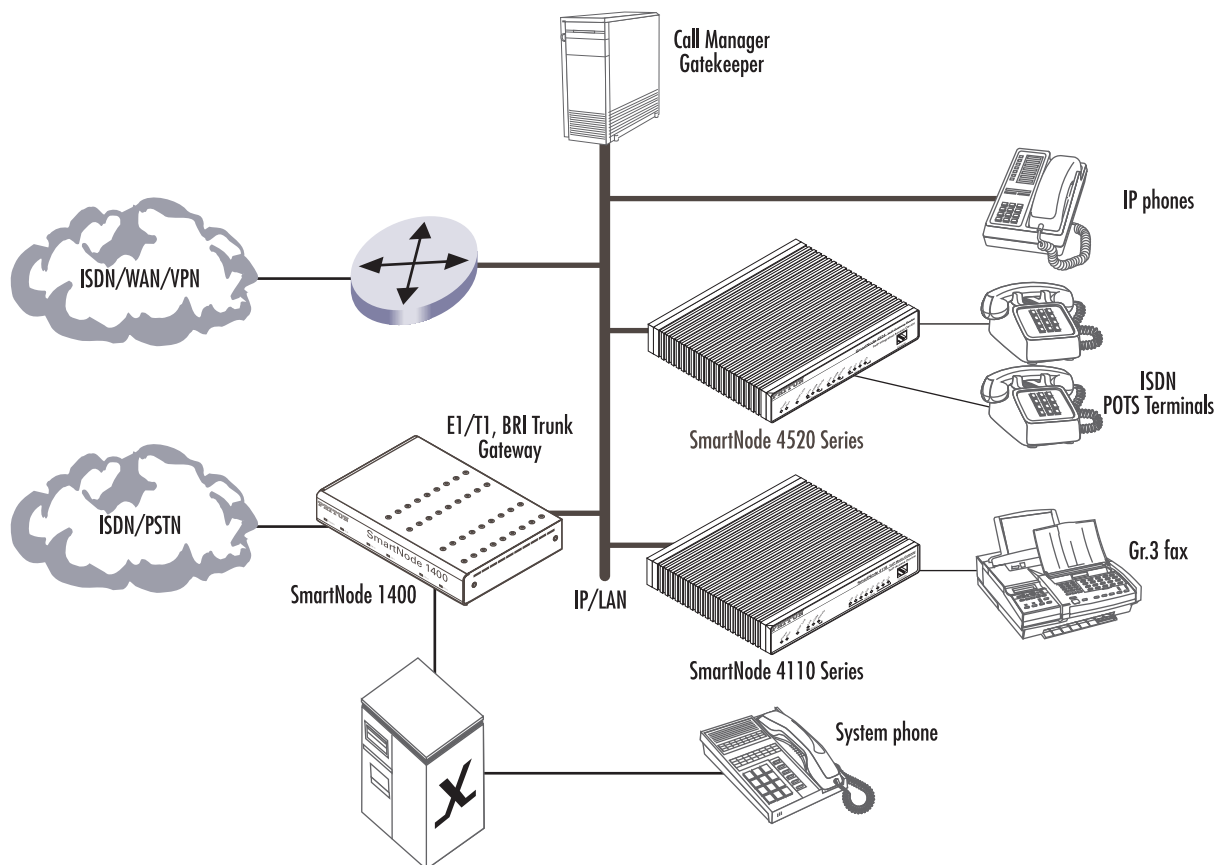 Call Manager
Gatekeeper
IP phones
ISDN/WAN/VPN
ISDN
POTS Terminals
SmartNode 4520 Series
E1/T1, BRI Trunk
Gateway
ISDN/PSTN
SmartNode 1400
SmartNode 1400
IP/LAN
Gr.3 fax
SmartNode 4110 Series
System phone